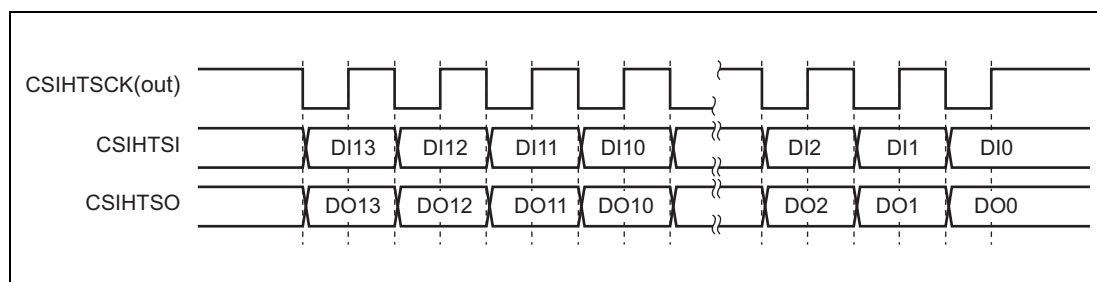 CSIHTSCK(out)
CSIHTSI DI13 DI12 DI11 DI10 DI2 DI1 DI0
CSIHTSO DO13 DO12 DO11 DO10 DO2 DO1 DO0